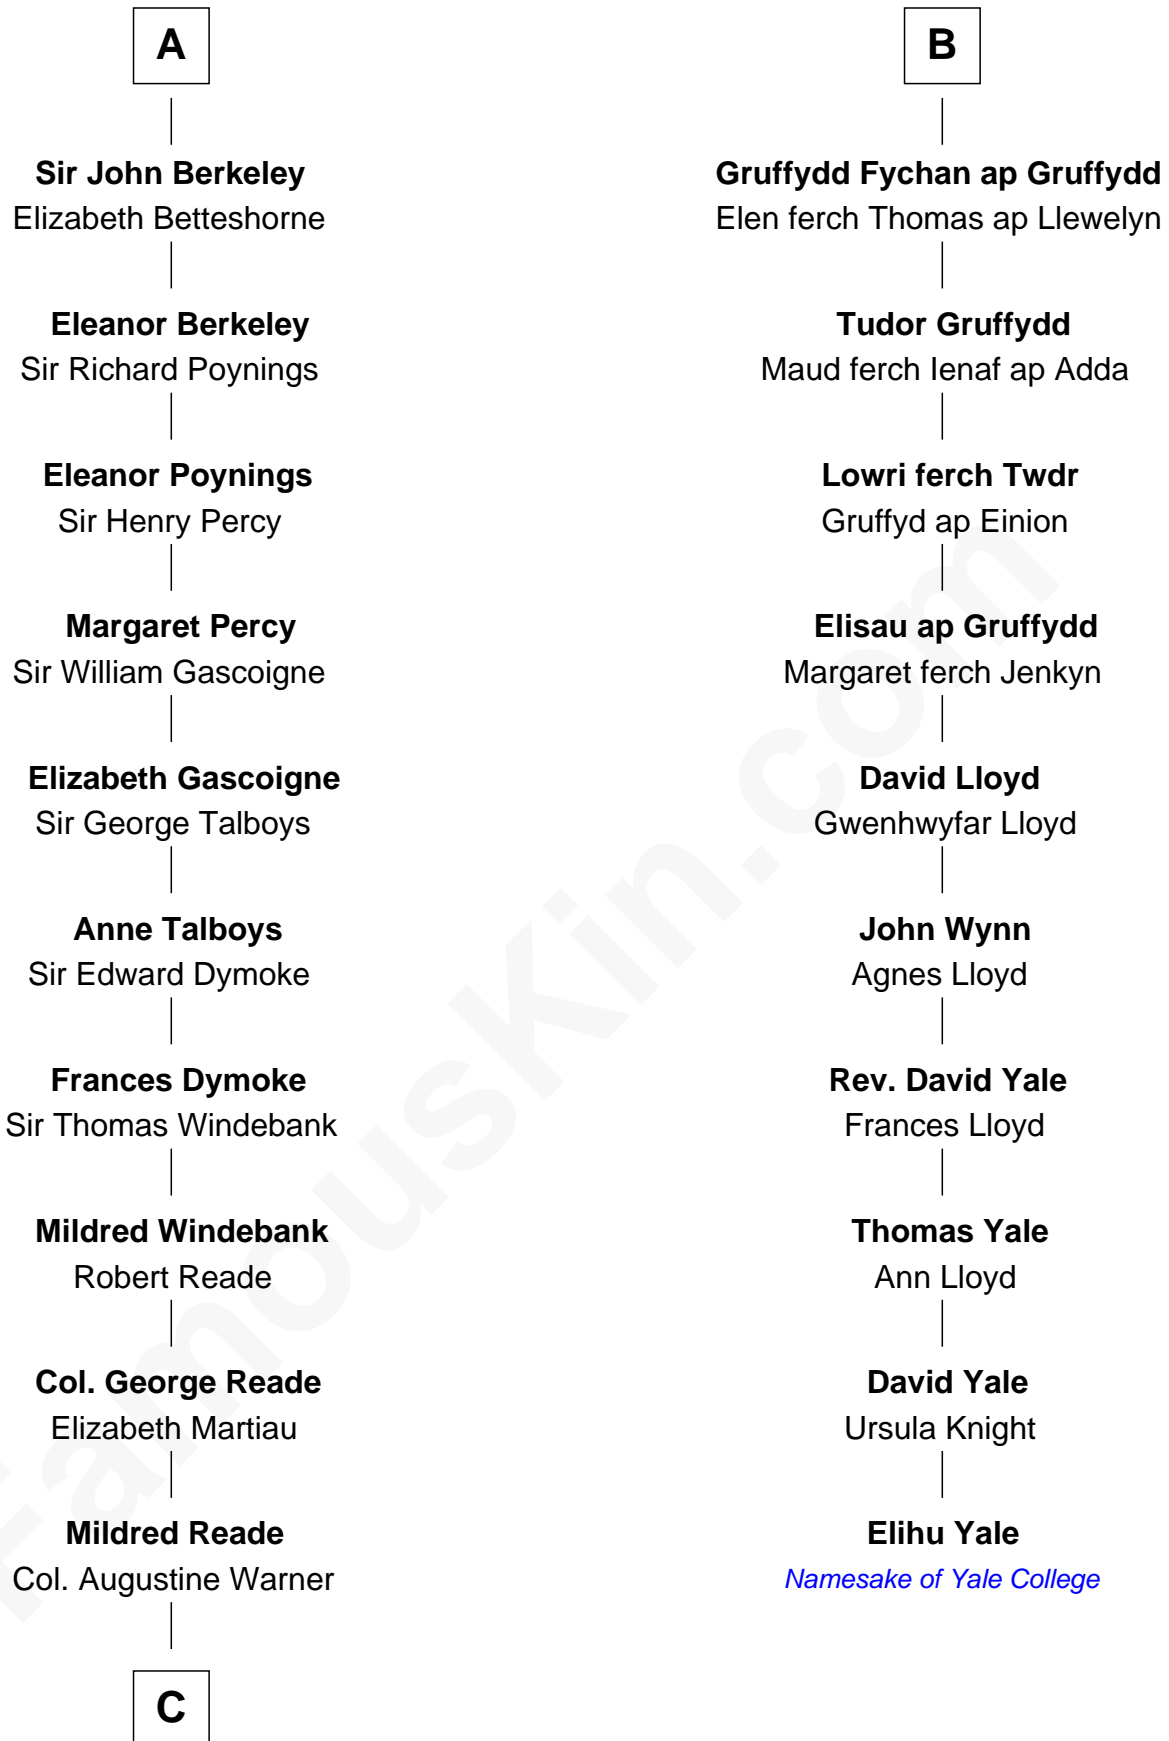 A
Sir John Berkeley
Elizabeth Betteshorne
Eleanor Berkeley
Sir Richard Poynings
Eleanor Poynings
Sir Henry Percy
Margaret Percy
Sir William Gascoigne
Elizabeth Gascoigne
Sir George Talboys
Anne Talboys
Sir Edward Dymoke
Frances Dymoke
Sir Thomas Windebank
Mildred Windebank
Robert Reade
Col. George Reade
Elizabeth Martiau
Mildred Reade
Col. Augustine Warner
C
B
Gruffydd Fychan ap Gruffydd
Elen ferch Thomas ap Llewelyn
Tudor Gruffydd
Maud ferch Ienaf ap Adda
Lowri ferch Twdr
Gruffyd ap Einion
Elisau ap Gruffydd
Margaret ferch Jenkyn
David Lloyd
Gwenhwyfar Lloyd
John Wynn
Agnes Lloyd
Rev. David Yale
Frances Lloyd
Thomas Yale
Ann Lloyd
David Yale
Ursula Knight
Elihu Yale
Namesake of Yale College
FamousKin.com